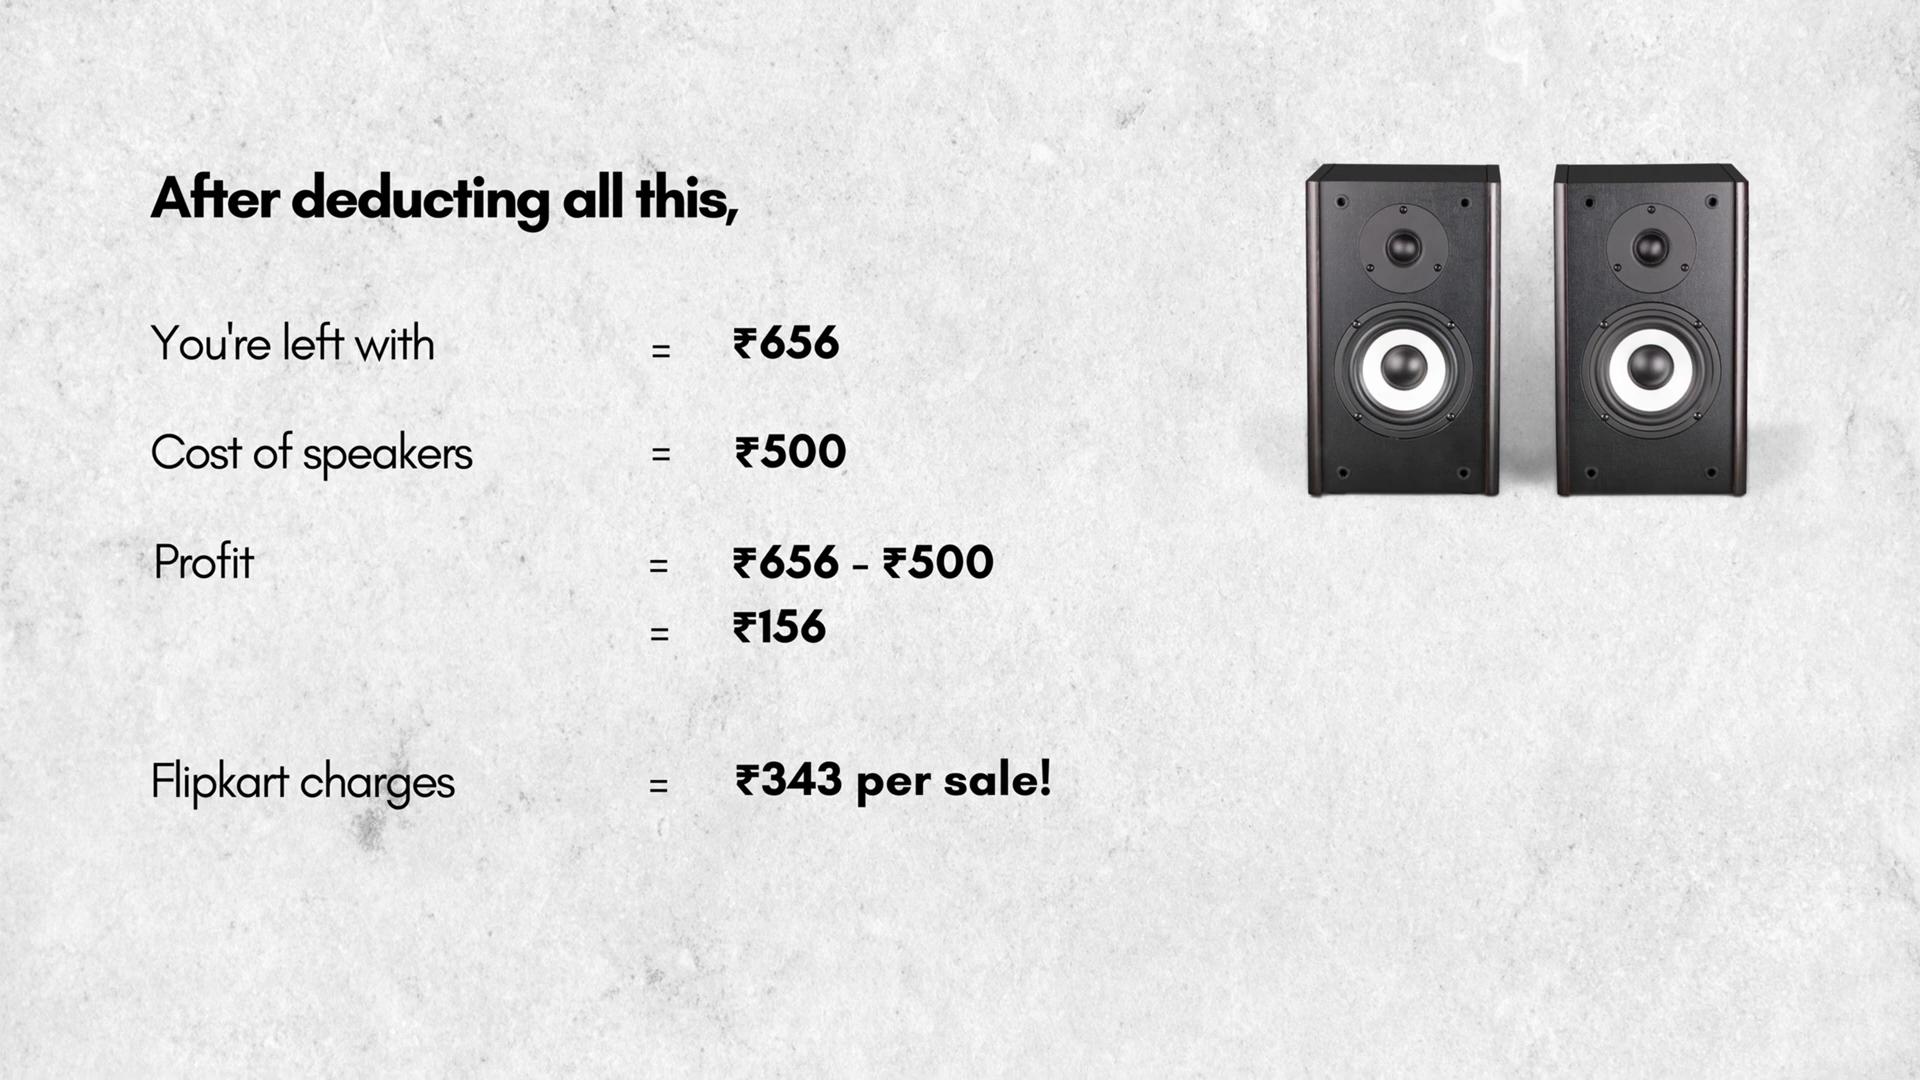 After deducting all this,
You're left with = ₹656
Cost of speakers = ₹500
Profit = ₹656 - ₹500
= ₹156
Flipkart charges = ₹343 per sale!